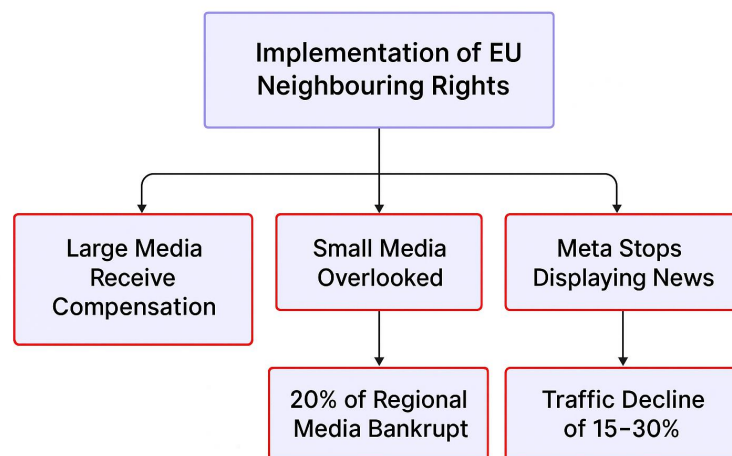 Implementation of EU
Neighbouring Rights
Large Media
Receive
Compensation
Small Media
Overlooked
Meta Stops
Displaying News
20% of Regional
Media Bankrupt
Traffic Decline
of 15–30%